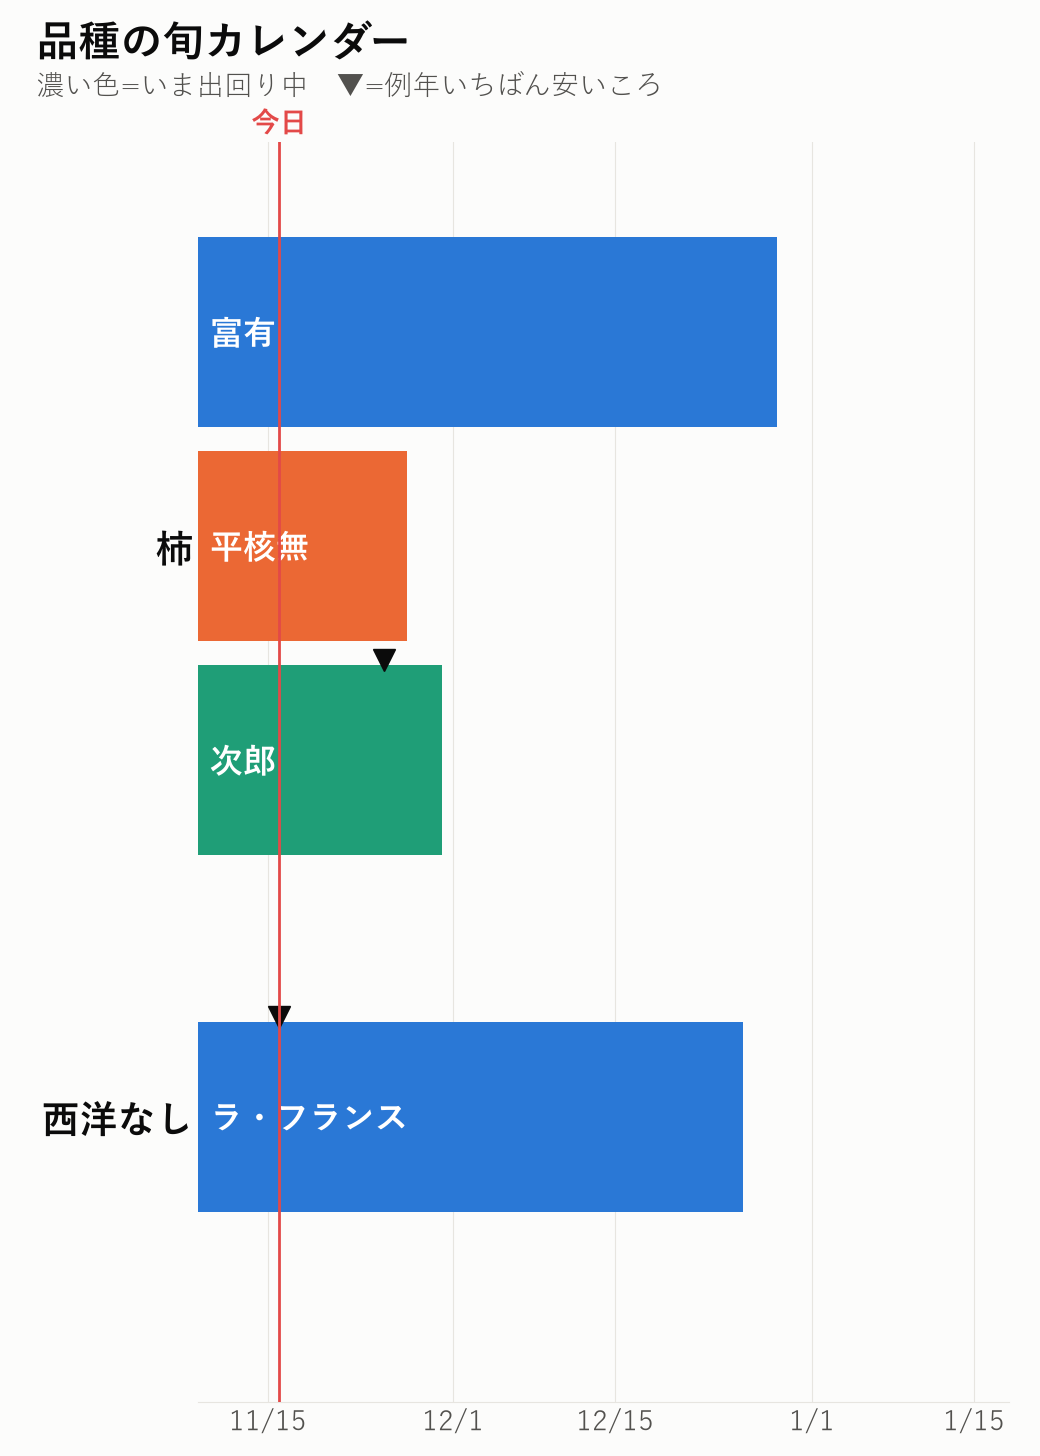 品種の旬カレンダー
濃い色=いま出回り中　▼=例年いちばん安いころ
今日
富有
柿
平核無
次郎
西洋なし
ラ・フランス
11/15
12/1
12/15
1/1
1/15